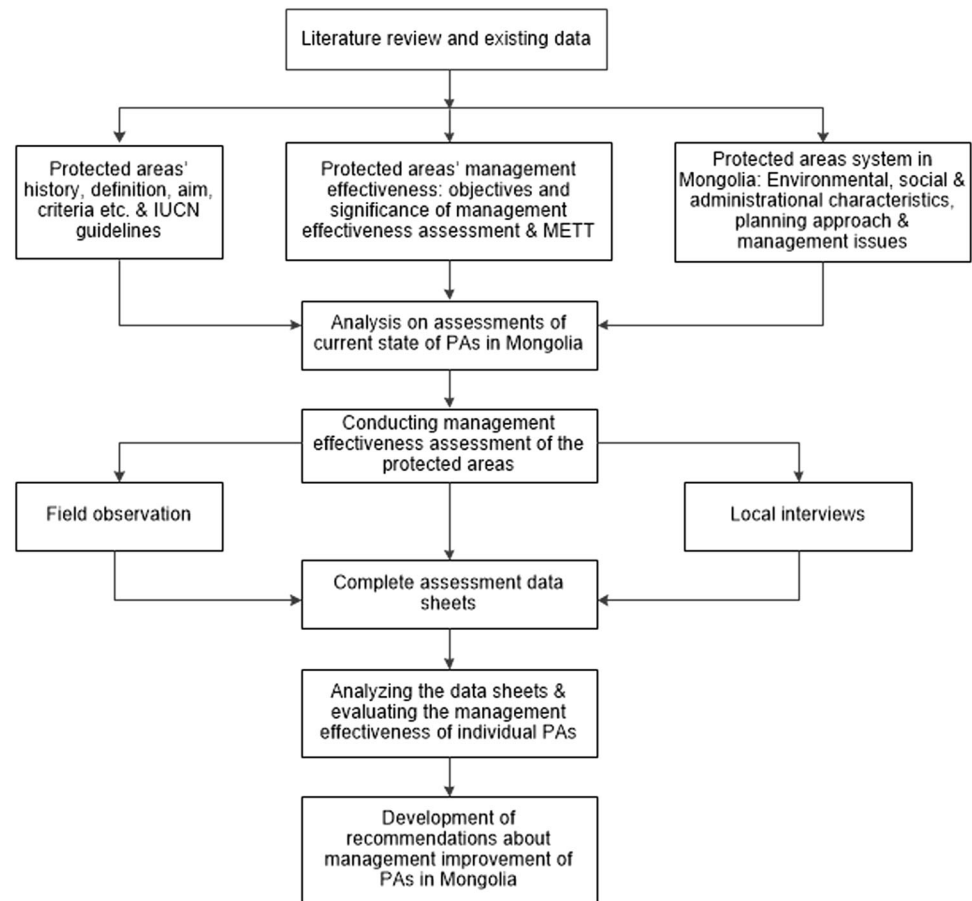 Literature review and existing data
Protected areas'
history, definition, aim,
criteria etc. & IUCN
guidelines
Protected areas' management
effectiveness: objectives and
significance of management
effectiveness assessment & METT
Protected areas system in
Mongolia: Environmental, social &
administrational characteristics,
planning approach &
management issues
Analysis on assessments of
current state of PAs in Mongolia
Conducting management
effectiveness assessment of the
protected areas
Field observation
Local interviews
Complete assessment data
sheets
Analyzing the data sheets &
evaluating the management
effectiveness of individual PAs
Development of
recommendations about
management improvement of
PAs in Mongolia